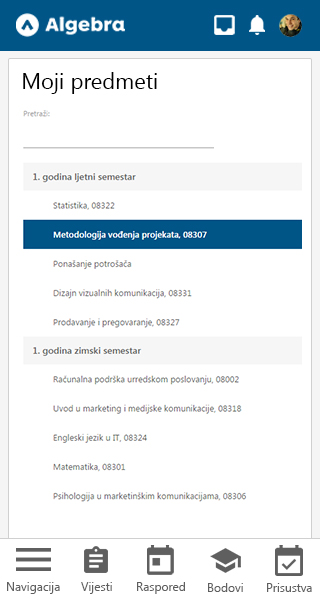 Algebra
Moji predmeti
Pretraži:
1. godina ljetni semestar
Statistika, 08322
Metodologija vođenja projekata, 08307
Ponašanje potrošača
Dizajn vizualnih komunikacija, 08331
Prodavanje i pregovaranje, 08327
1. godina zimski semestar
Računalna podrška urredskom poslovanju, 08002
Uvod u marketing i medijske komunikacije, 08318
Engleski jezik u IT, 08324
Matematika, 08301
Psihologija u marketinškim komunikacijama, 08306
Navigacija Vijesti Raspored Bodovi Prisustva